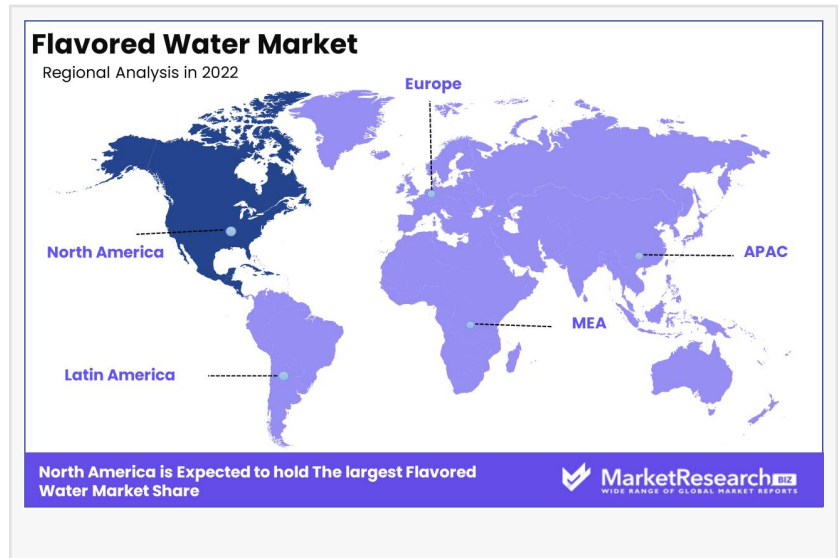 Flavored Water Market
Regional Analysis in 2022
Europe
North America
APAC
MEA
Latin America
North America is Expected to hold The largest Flavored
Water Market Share
MarketResearch BIZ
WIDE RANGE OF GLOBAL MARKET REPORTS